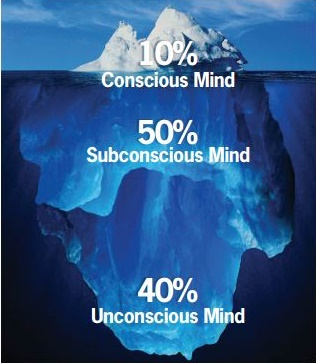 10%
Conscious Mind
50%
Subconscious Mind
40%
Unconscious Mind